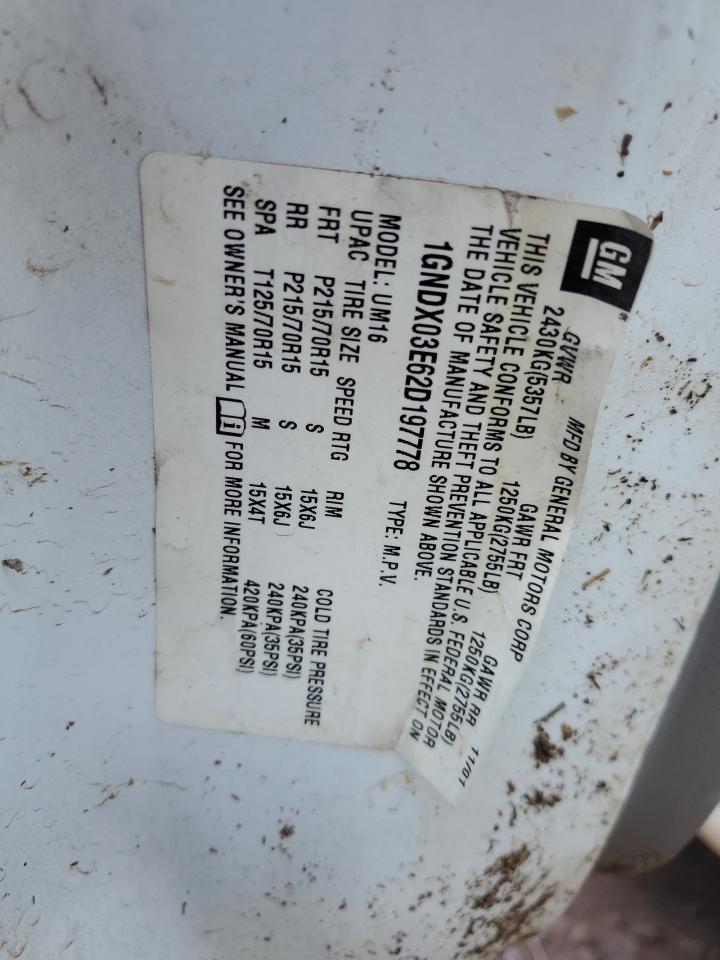 GM®
MFD BY GENERAL MOTORS CORP 11/01
GVWR GAWR FRT GAWR RR
2430KG(5357LB) 1250KG(2755LB) 1250KG(2755LB)
THIS VEHICLE CONFORMS TO ALL APPLICABLE U.S. FEDERAL MOTOR
VEHICLE SAFETY AND THEFT PREVENTION STANDARDS IN EFFECT ON
THE DATE OF MANUFACTURE SHOWN ABOVE.
1GNDX03E62D197778 TYPE: M.P.V.
MODEL: UM16
UPAC TIRE SIZE SPEED RTG RIM COLD TIRE PRESSURE
FRT P215/70R15 S 15X6J 240KPA(35PSI)
RR P215/70R15 S 15X6J 240KPA(35PSI)
SPA T125/70R15 M 15X4T 420KPA(60PSI)
SEE OWNER'S MANUAL i FOR MORE INFORMATION.